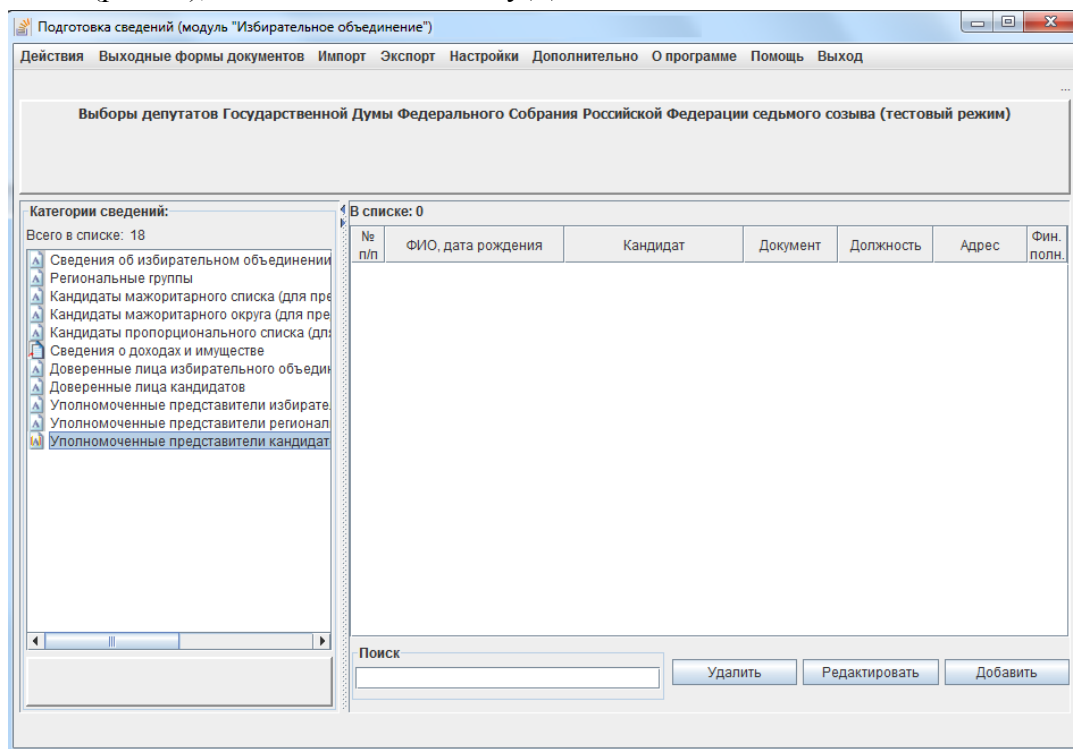 Подготовка сведений (модуль "Избирательное объединение")
Действия Выходные формы документов Импорт Экспорт Настройки Дополнительно О программе Помощь Выход
...
Выборы депутатов Государственной Думы Федерального Собрания Российской Федерации седьмого созыва (тестовый режим)
Категории сведений:
Всего в списке: 18
Сведения об избирательном объединении
Региональные группы
Кандидаты мажоритарного списка (для пре
Кандидаты мажоритарного округа (для пре
Кандидаты пропорционального списка (для
Сведения о доходах и имуществе
Доверенные лица избирательного объедин
Доверенные лица кандидатов
Уполномоченные представители избирате
Уполномоченные представители регионал
Уполномоченные представители кандидат
В списке: 0
№ п/п ФИО, дата рождения Кандидат Документ Должность Адрес Фин. полн.
Поиск
Удалить Редактировать Добавить